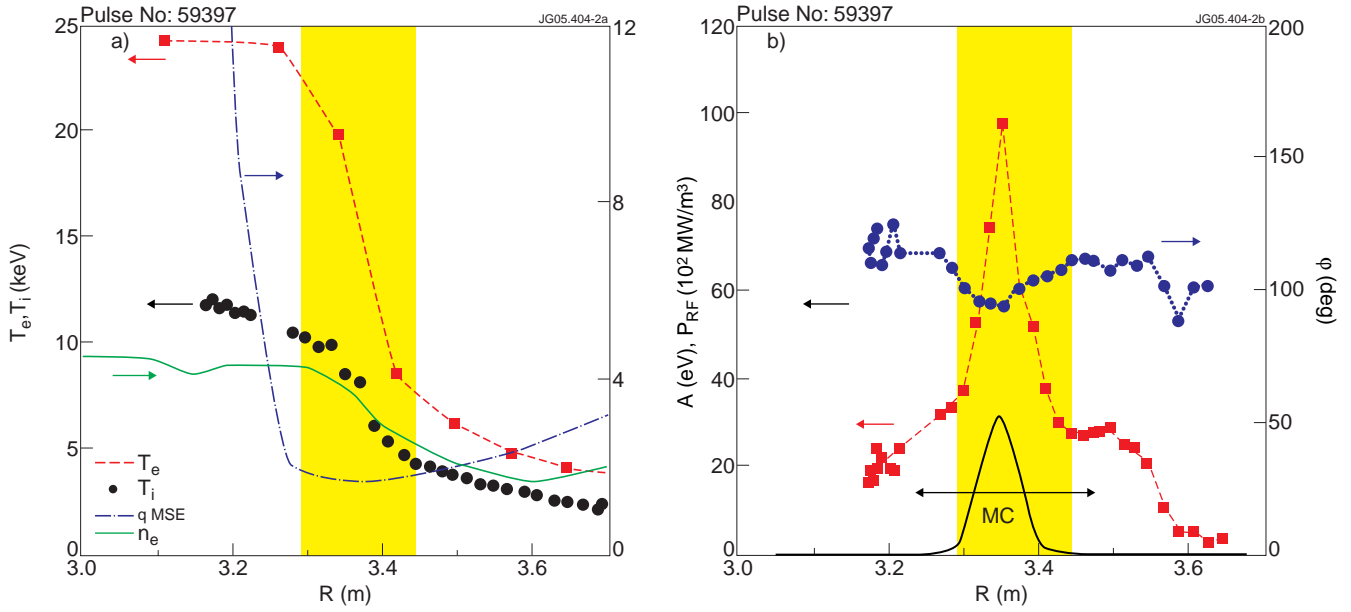 Pulse No: 59397
JG05.404-2a
a)
25
20
15
10
5
0
12
8
4
0
T_e, T_i (keV)
T_e
T_i
q MSE
n_e
3.0
3.2
3.4
3.6
R (m)
Pulse No: 59397
JG05.404-2b
b)
120
100
80
60
40
20
0
200
150
100
50
0
A (eV), P_RF (10² MW/m³)
φ (deg)
MC
3.0
3.2
3.4
3.6
R (m)